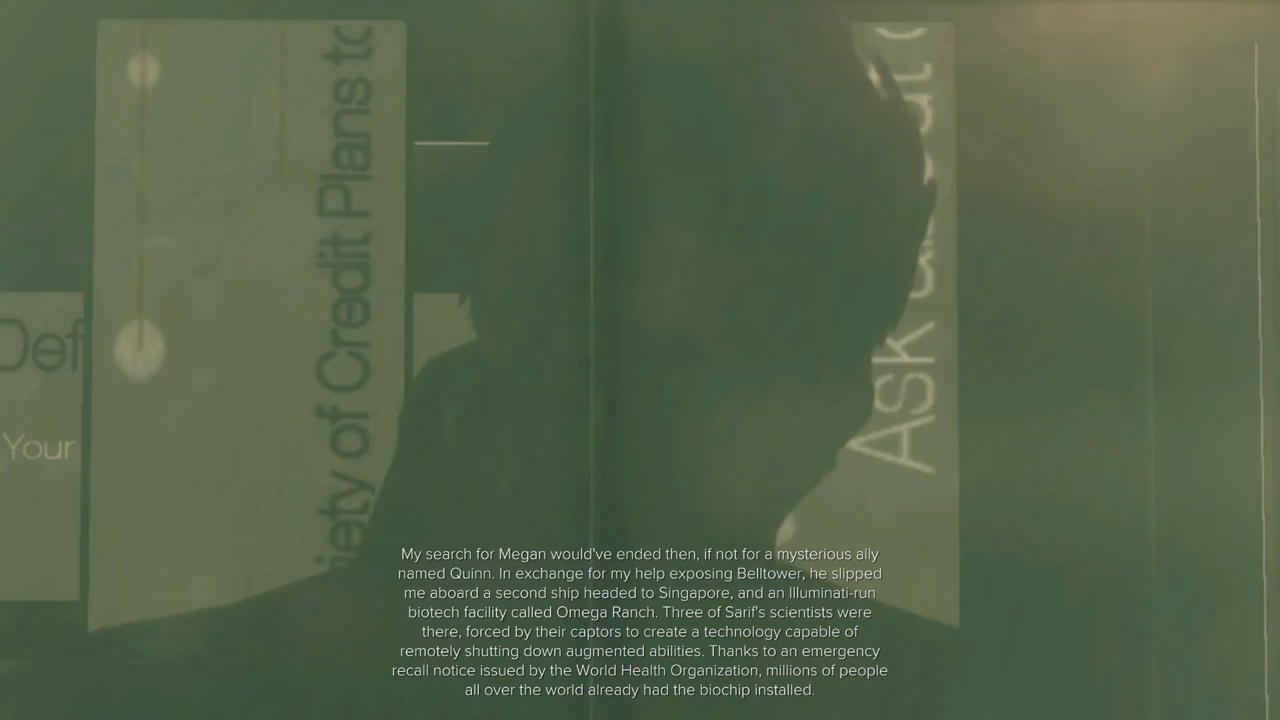 Def
Your
iety of Credit Plans to
Ask
My search for Megan would've ended then, if not for a mysterious ally
named Quinn. In exchange for my help exposing Belltower, he slipped
me aboard a second ship headed to Singapore, and an Illuminati-run
biotech facility called Omega Ranch. Three of Sarif's scientists were
there, forced by their captors to create a technology capable of
remotely shutting down augmented abilities. Thanks to an emergency
recall notice issued by the World Health Organization, millions of people
all over the world already had the biochip installed.